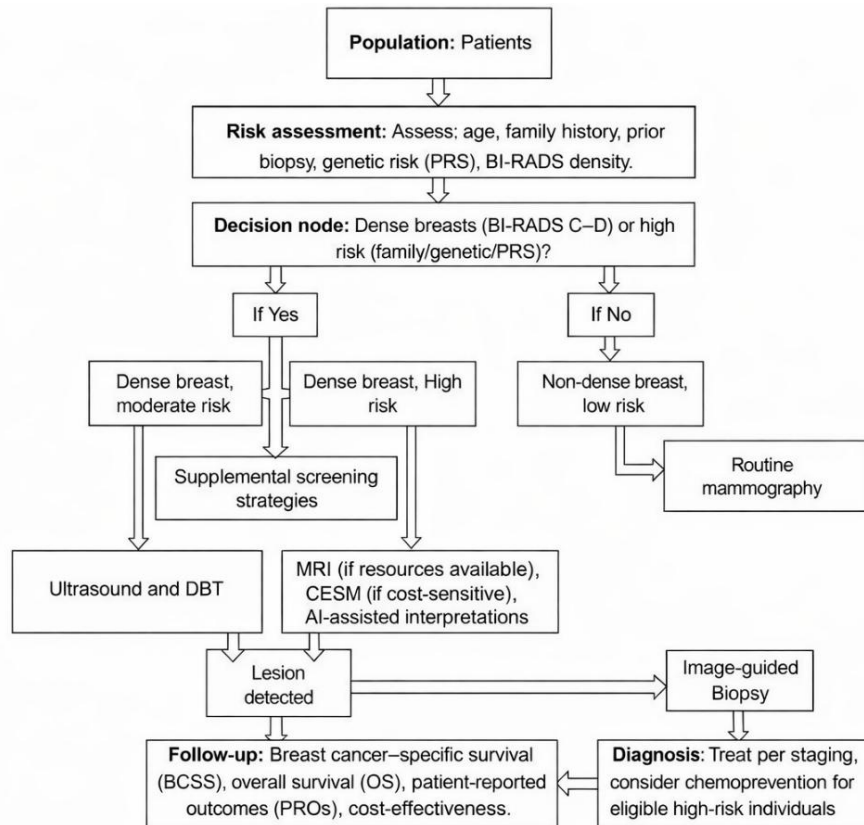 Population: Patients
Risk assessment: Assess; age, family history, prior
biopsy, genetic risk (PRS), BI-RADS density.
Decision node: Dense breasts (BI-RADS C–D) or high
risk (family/genetic/PRS)?
If Yes
If No
Dense breast,
moderate risk
Dense breast, High
risk
Non-dense breast,
low risk
Supplemental screening
strategies
Routine
mammography
Ultrasound and DBT
MRI (if resources available),
CESM (if cost-sensitive),
AI-assisted interpretations
Lesion
detected
Image-guided
Biopsy
Follow-up: Breast cancer–specific survival
(BCSS), overall survival (OS), patient-reported
outcomes (PROs), cost-effectiveness.
Diagnosis: Treat per staging,
consider chemoprevention for
eligible high-risk individuals